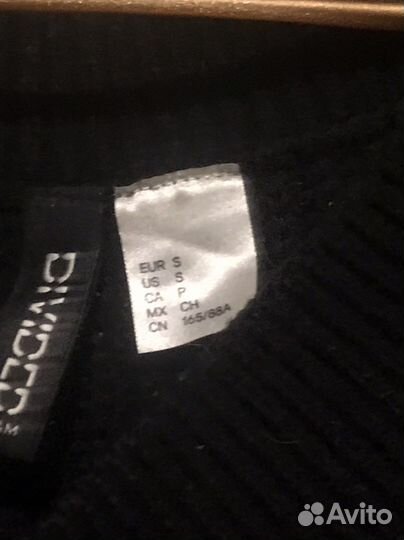 DIVIDED
EUR S
US S
CA P
MX CH
CN 165/88A
Avito